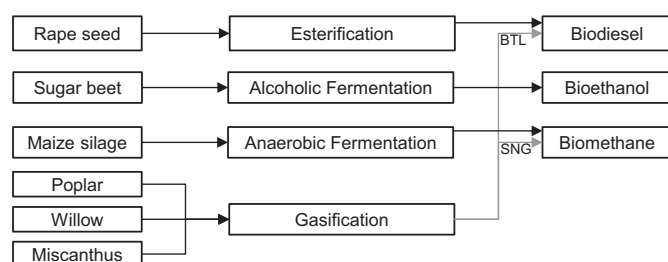 Rape seed
Esterification
Biodiesel
BTL
Sugar beet
Alcoholic Fermentation
Bioethanol
Maize silage
Anaerobic Fermentation
Biomethane
SNG
Poplar
Willow
Gasification
Miscanthus